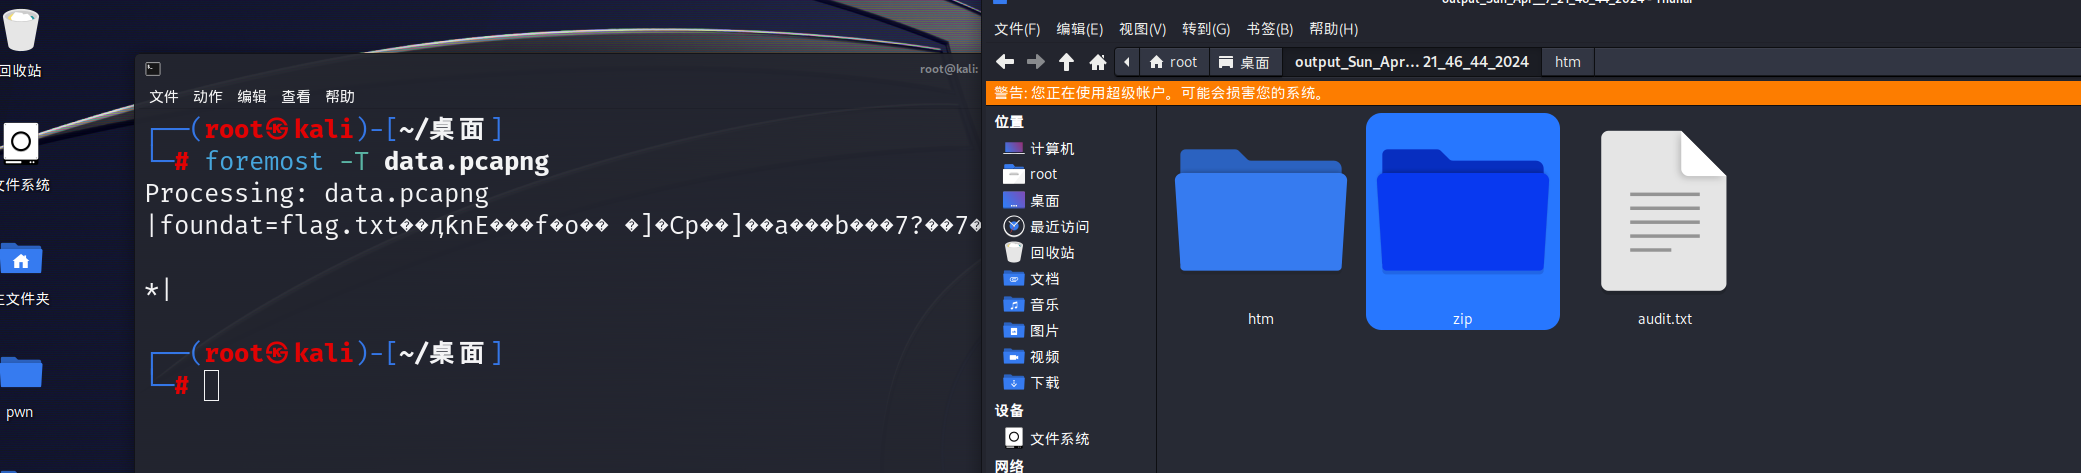 回收站
文件系统
主文件夹
pwn
root@kali:
文件 动作 编辑 查看 帮助
(root㉿kali)-[~/桌面]
# foremost -T data.pcapng
Processing: data.pcapng
|foundat=flag.txt��ԯknE���f�o�� �]�Cp��]��a���b���7?��7�
*|
(root㉿kali)-[~/桌面]
#
文件(F) 编辑(E) 视图(V) 转到(G) 书签(B) 帮助(H)
root 桌面 output_Sun_Apr... 21_46_44_2024 htm
警告: 您正在使用超级帐户。可能会损害您的系统。
位置
计算机
root
桌面
最近访问
回收站
文档
音乐
图片
视频
下载
设备
文件系统
网络
htm
zip
audit.txt